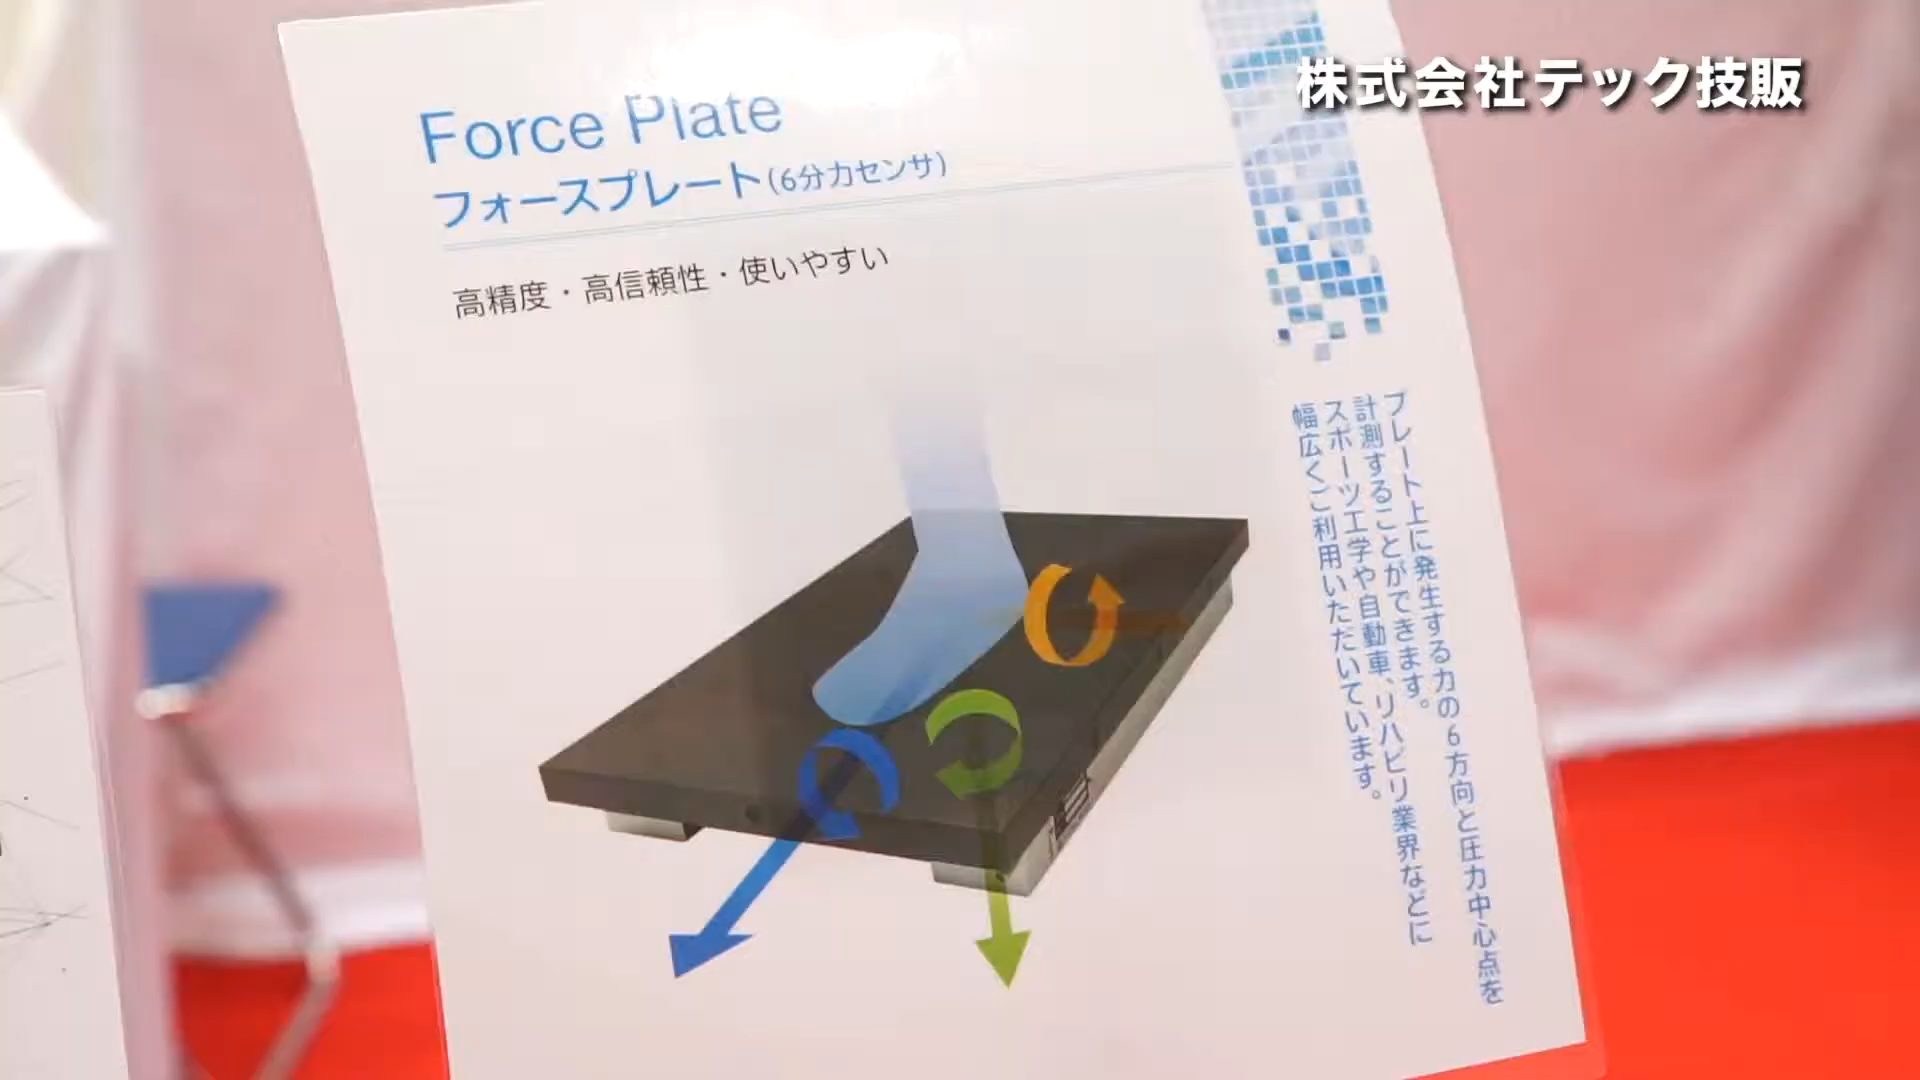 株式会社テック技販
Force Plate
フォースプレート(6分力センサ)
高精度・高信頼性・使いやすい
プレート上に発生する力の6方向と圧力中心点を
計測することができます。
スポーツ工学や自動車、リハビリ業界などに
幅広くご利用いただいています。